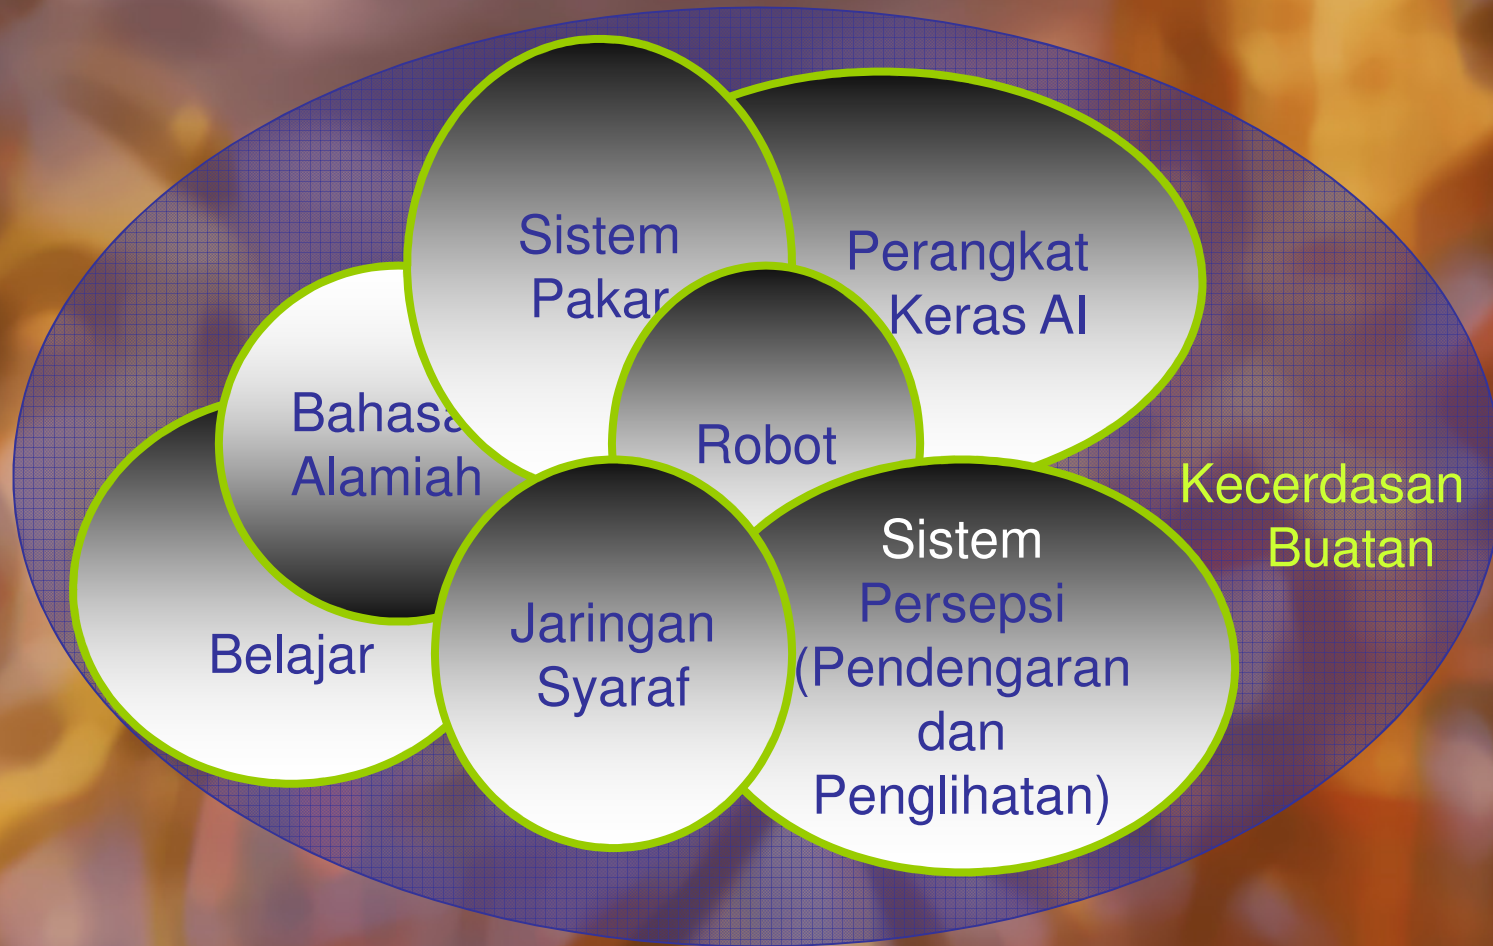 Sistem
Pakar
Perangkat
Keras AI
Bahasa
Alamiah
Robot
Kecerdasan
Buatan
Belajar
Jaringan
Syaraf
Sistem
Persepsi
(Pendengaran
dan
Penglihatan)